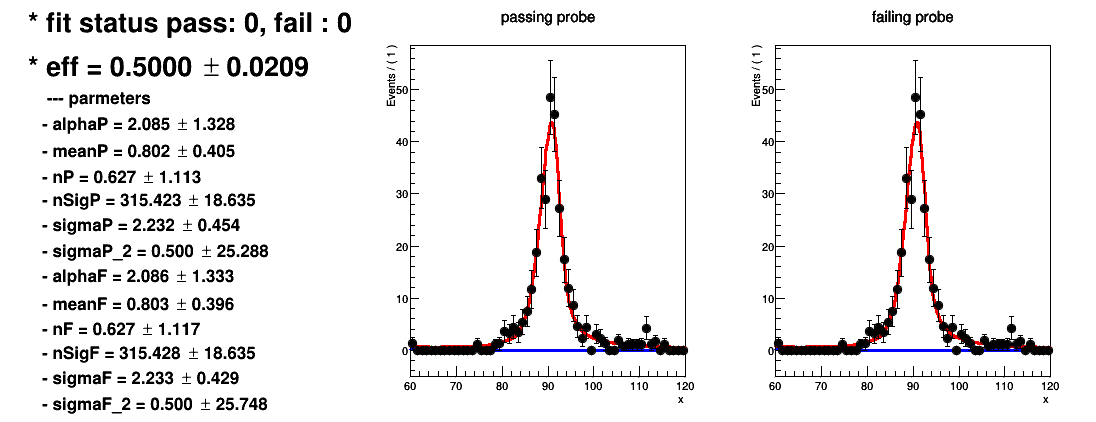 * fit status pass: 0, fail : 0
* eff = 0.5000 ± 0.0209
--- parmeters
- alphaP = 2.085 ± 1.328
- meanP = 0.802 ± 0.405
- nP = 0.627 ± 1.113
- nSigP = 315.423 ± 18.635
- sigmaP = 2.232 ± 0.454
- sigmaP_2 = 0.500 ± 25.288
- alphaF = 2.086 ± 1.333
- meanF = 0.803 ± 0.396
- nF = 0.627 ± 1.117
- nSigF = 315.428 ± 18.635
- sigmaF = 2.233 ± 0.429
- sigmaF_2 = 0.500 ± 25.748
passing probe
Events / ( 1 )
50
40
30
20
10
0
60 70 80 90 100 110 120
x
failing probe
Events / ( 1 )
50
40
30
20
10
0
60 70 80 90 100 110 120
x